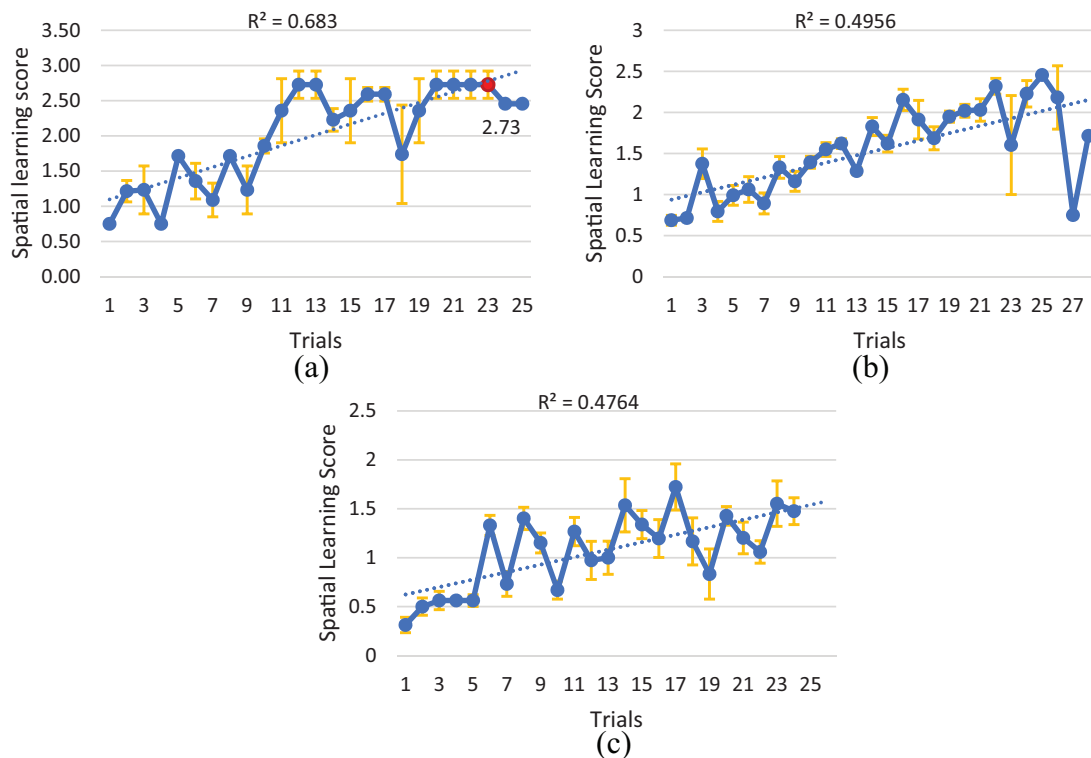 R² = 0.683
Spatial learning score
3.50
3.00
2.50
2.00
1.50
1.00
0.50
0.00
2.73
1 3 5 7 9 11 13 15 17 19 21 23 25
Trials
(a)
R² = 0.4956
Spatial Learning Score
3
2.5
2
1.5
1
0.5
0
1 3 5 7 9 11 13 15 17 19 21 23 25 27
Trials
(b)
R² = 0.4764
Spatial Learning Score
2.5
2
1.5
1
0.5
0
1 3 5 7 9 11 13 15 17 19 21 23 25
Trials
(c)